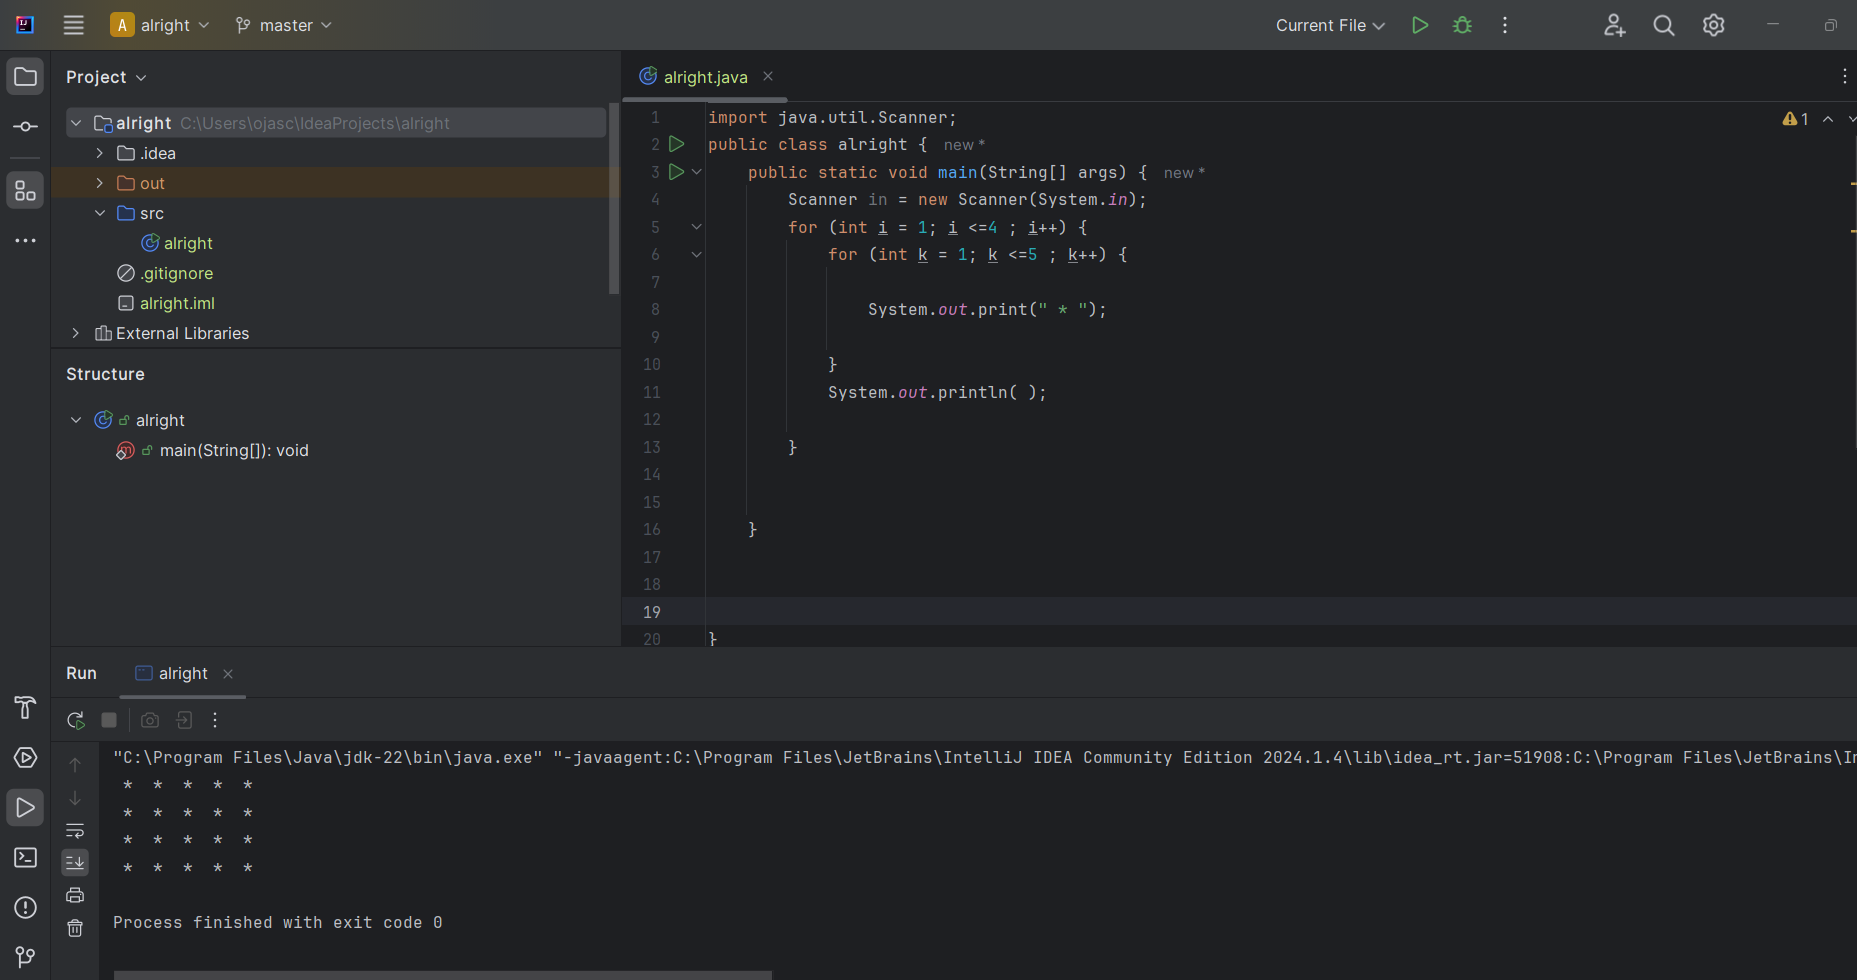 A alright master Current File
Project
alright C:\Users\ojasc\IdeaProjects\alright
.idea
out
src
alright
.gitignore
alright.iml
External Libraries
Structure
alright
main(String[]): void
alright.java
1
1 import java.util.Scanner;
2 public class alright { new *
3 public static void main(String[] args) { new *
4 Scanner in = new Scanner(System.in);
5 for (int i = 1; i <=4 ; i++) {
6 for (int k = 1; k <=5 ; k++) {
7
8 System.out.print(" * ");
9
10 }
11 System.out.println( );
12
13 }
14
15
16 }
17
18
19
20 }
Run alright
"C:\Program Files\Java\jdk-22\bin\java.exe" "-javaagent:C:\Program Files\JetBrains\IntelliJ IDEA Community Edition 2024.1.4\lib\idea_rt.jar=51908:C:\Program Files\JetBrains\In
* * * * *
* * * * *
* * * * *
* * * * *
Process finished with exit code 0